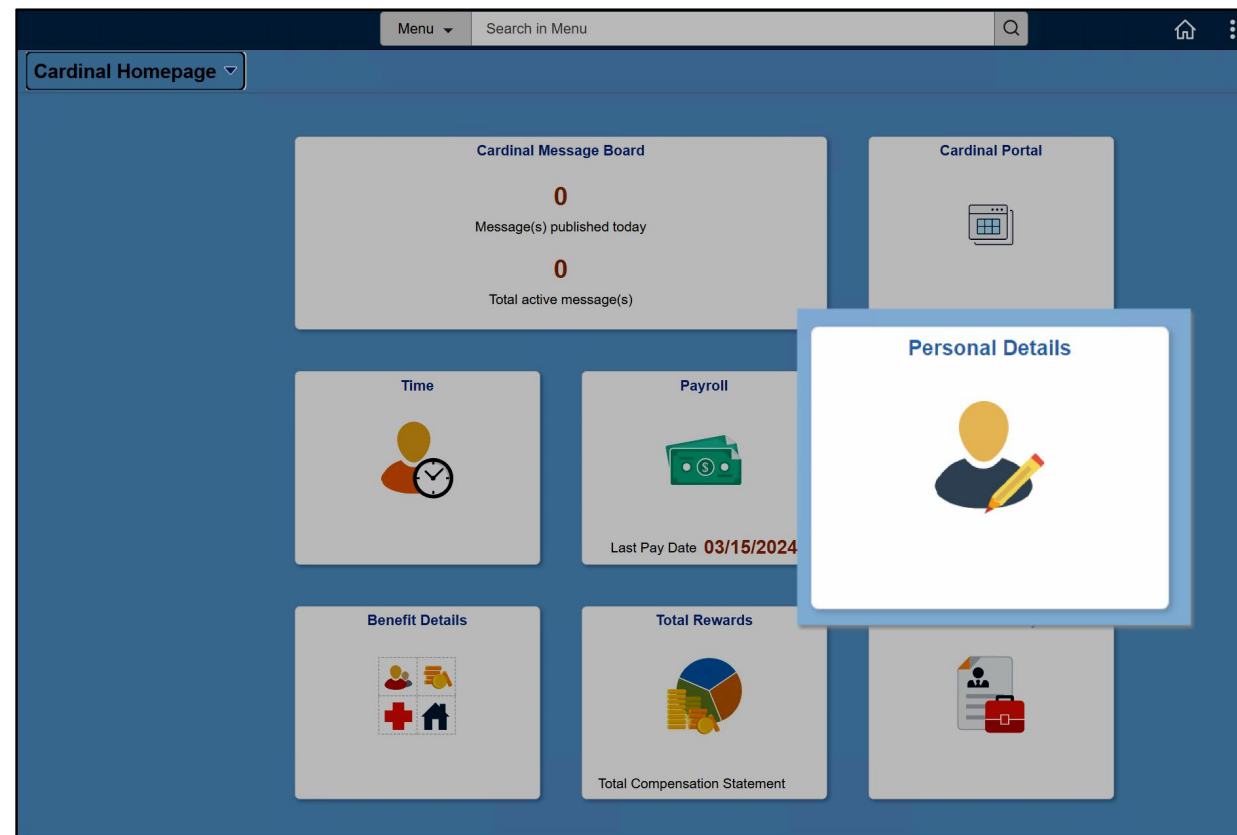 Menu
Search in Menu
Cardinal Homepage
Cardinal Message Board
0
Message(s) published today
0
Total active message(s)
Cardinal Portal
Time
Payroll
Last Pay Date 03/15/2024
Personal Details
Benefit Details
Total Rewards
Total Compensation Statement